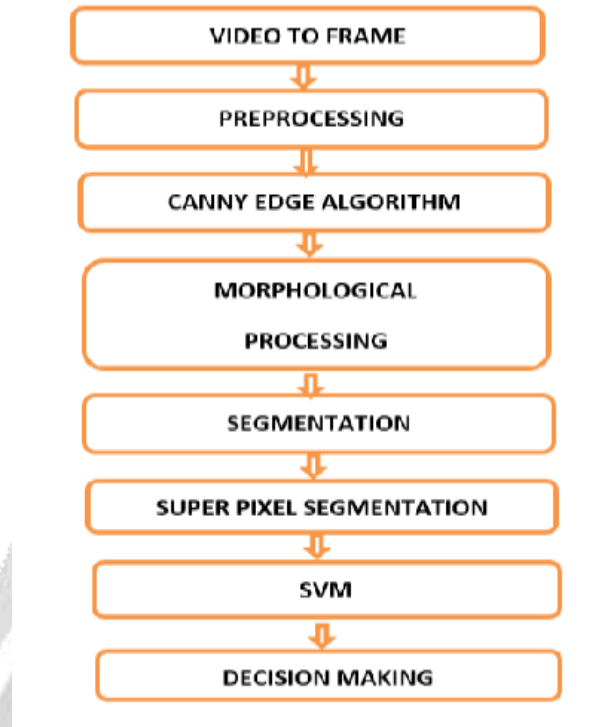 VIDEO TO FRAME
PREPROCESSING
CANNY EDGE ALGORITHM
MORPHOLOGICAL
PROCESSING
SEGMENTATION
SUPER PIXEL SEGMENTATION
SVM
DECISION MAKING